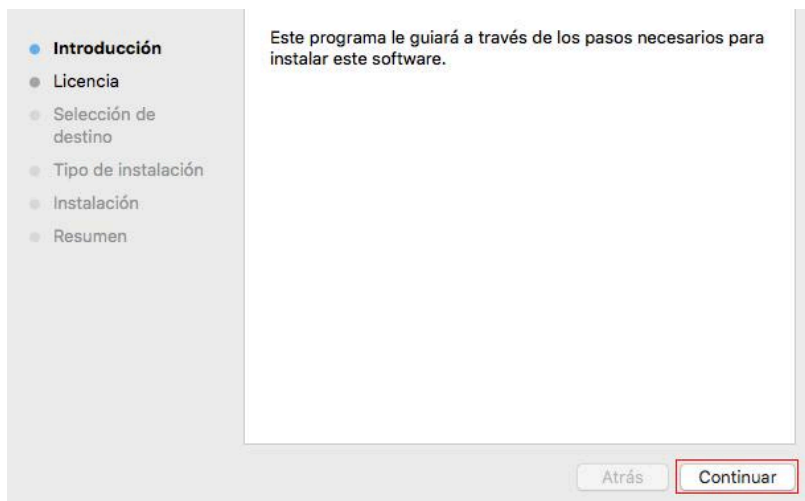 Introducción
Licencia
Selección de
destino
Tipo de instalación
Instalación
Resumen
Este programa le guiará a través de los pasos necesarios para
instalar este software.
Atrás
Continuar